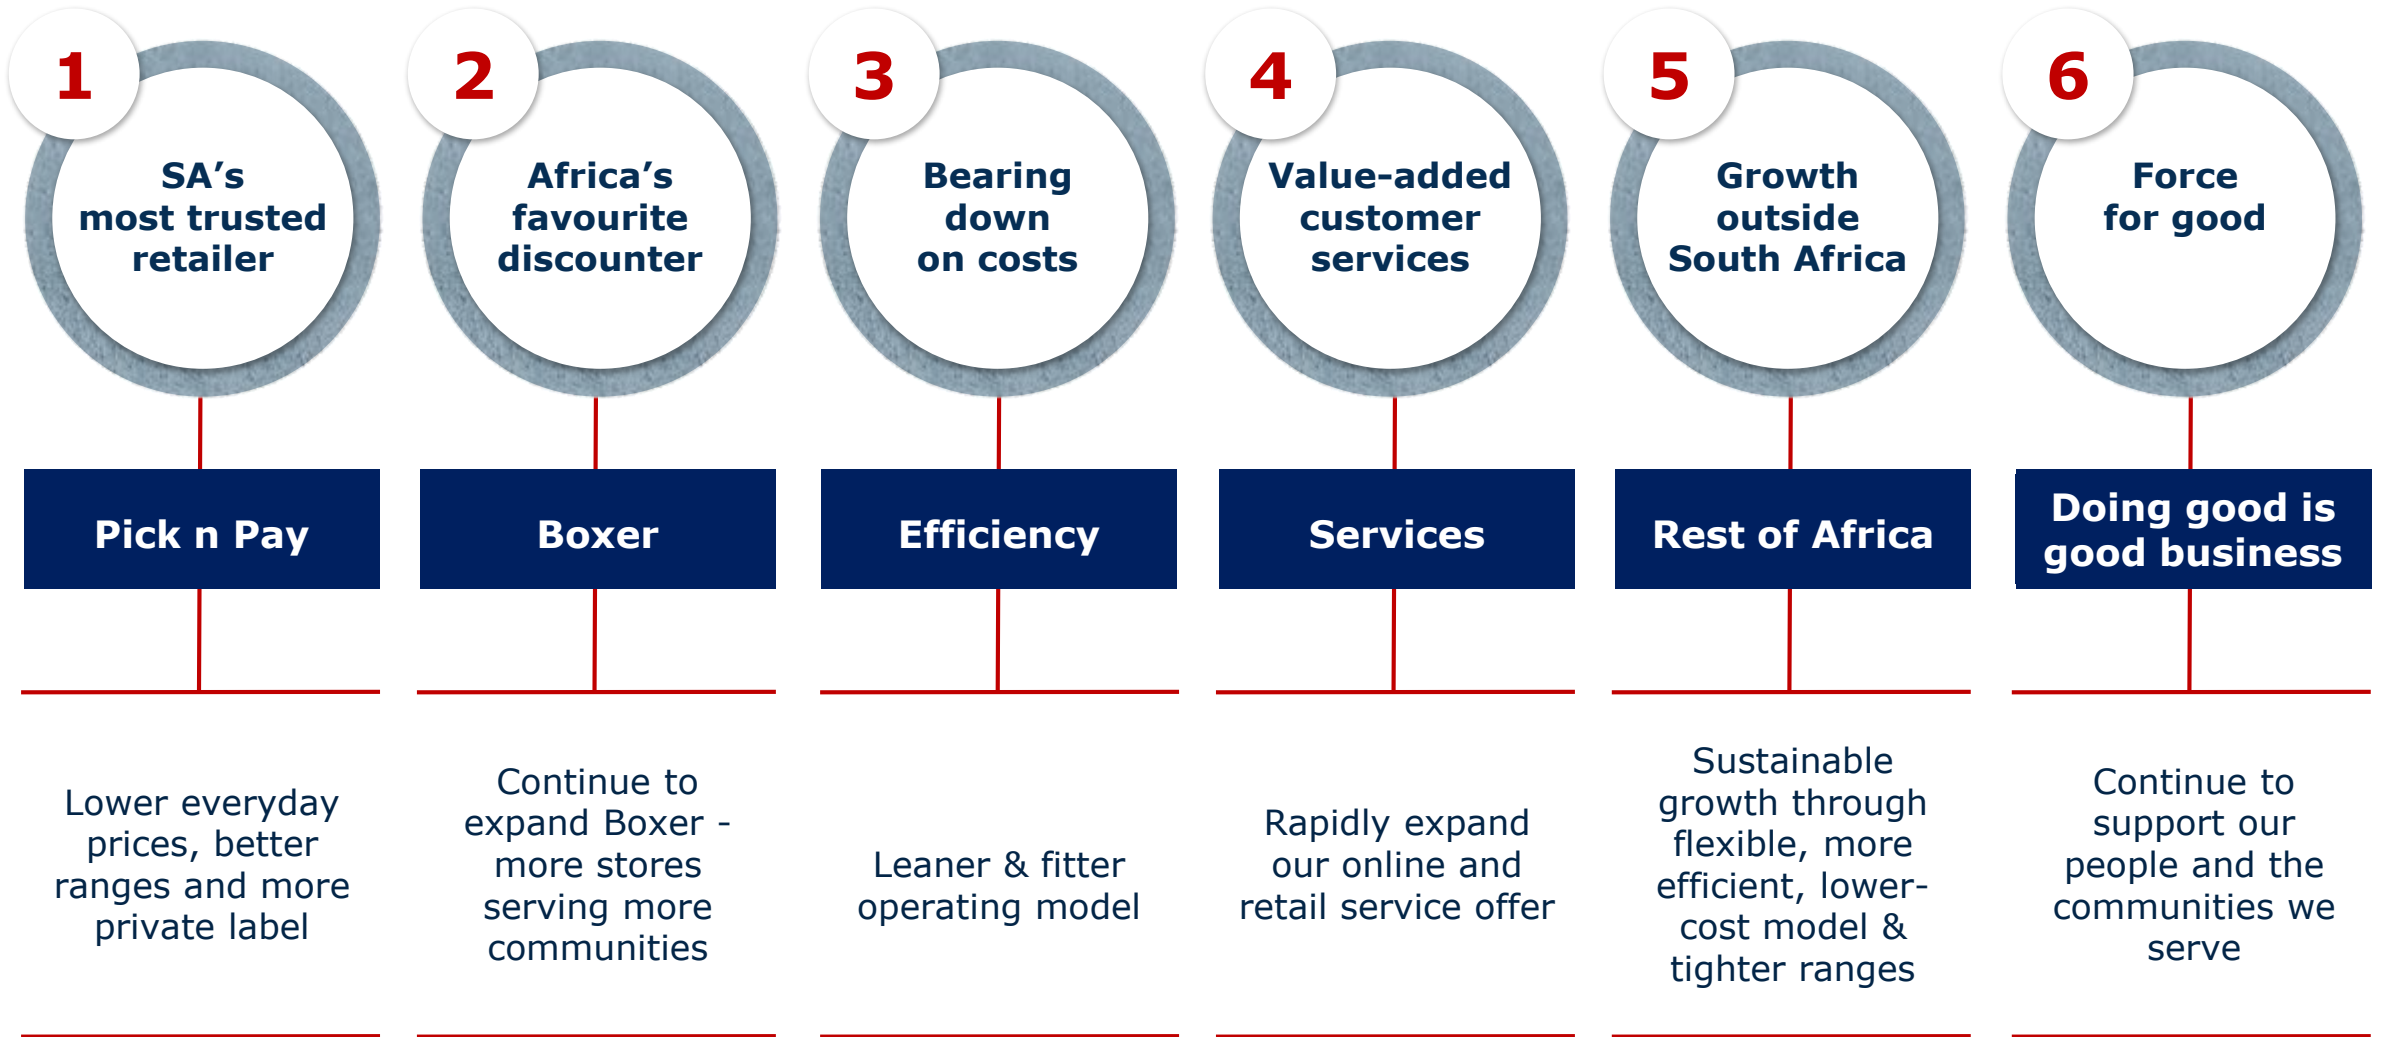 1
SA’s
most trusted
retailer
Pick n Pay
Lower everyday
prices, better
ranges and more
private label
2
Africa’s
favourite
discounter
Boxer
Continue to
expand Boxer -
more stores
serving more
communities
3
Bearing
down
on costs
Efficiency
Leaner & fitter
operating model
4
Value-added
customer
services
Services
Rapidly expand
our online and
retail service offer
5
Growth
outside
South Africa
Rest of Africa
Sustainable
growth through
flexible, more
efficient, lower-
cost model &
tighter ranges
6
Force
for good
Doing good is
good business
Continue to
support our
people and the
communities we
serve